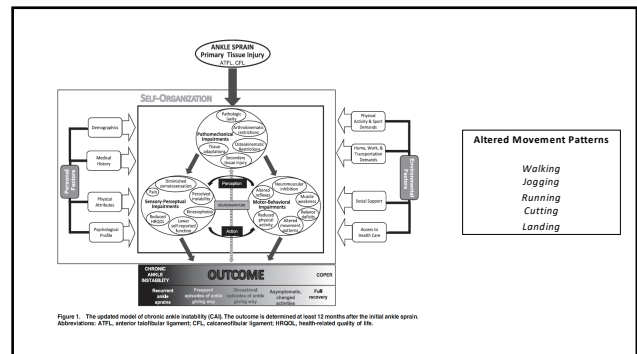 ANKLE SPRAIN
Primary Tissue Injury
ATFL, CFL
SELF-ORGANIZATION
Pathologic
laxity
Arthrokinematic
restrictions
Pathomechanical
Impairments
Osteokinematic
Restrictions
Tissue
adaptations
Secondary
tissue injury
Personal
Factors
Demographics
Medical
History
Physical
Attributes
Psychological
Profile
Diminished
somatosensation
Pain
Perceived
instability
Sensory-Perceptual
Impairments
Kinesiophobia
Reduced
HRQOL
Lower
self-reported
function
Perception
NEUROSIGNATURE
Action
Neuromuscular
inhibition
Altered
reflexes
Muscle
weakness
Motor-Behavioral
Impairments
Balance
deficits
Reduced
physical
activity
Altered
movement
patterns
Physical
Activity & Sport
Demands
Home, Work, &
Transportation
Demands
Social Support
Access to
Health Care
Environmental
Factors
CHRONIC
ANKLE
INSTABILITY
OUTCOME
COPER
Recurrent
ankle
sprains
Frequent
episodes of ankle
giving way
Occasional
episodes of ankle
giving way
Asymptomatic,
changed
activities
Full
recovery
Figure 1. The updated model of chronic ankle instability (CAI). The outcome is determined at least 12 months after the initial ankle sprain.
Abbreviations: ATFL, anterior talofibular ligament; CFL, calcaneofibular ligament; HRQOL, health-related quality of life.
Altered Movement Patterns
Walking
Jogging
Running
Cutting
Landing